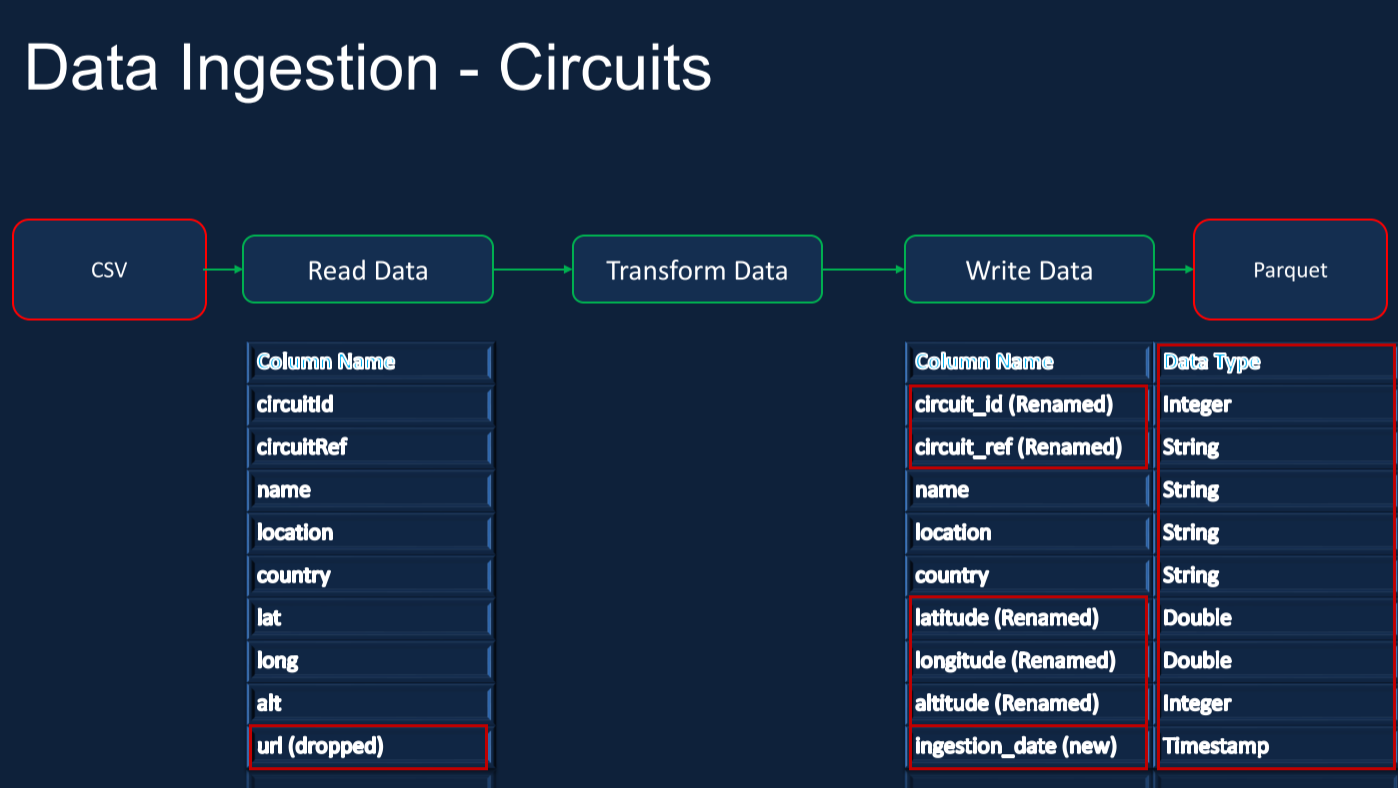 Data Ingestion - Circuits
CSV
Read Data
Transform Data
Write Data
Parquet
Column Name
circuitId
circuitRef
name
location
country
lat
long
alt
url (dropped)
Column Name Data Type
circuit_id (Renamed) Integer
circuit_ref (Renamed) String
name String
location String
country String
latitude (Renamed) Double
longitude (Renamed) Double
altitude (Renamed) Integer
ingestion_date (new) Timestamp